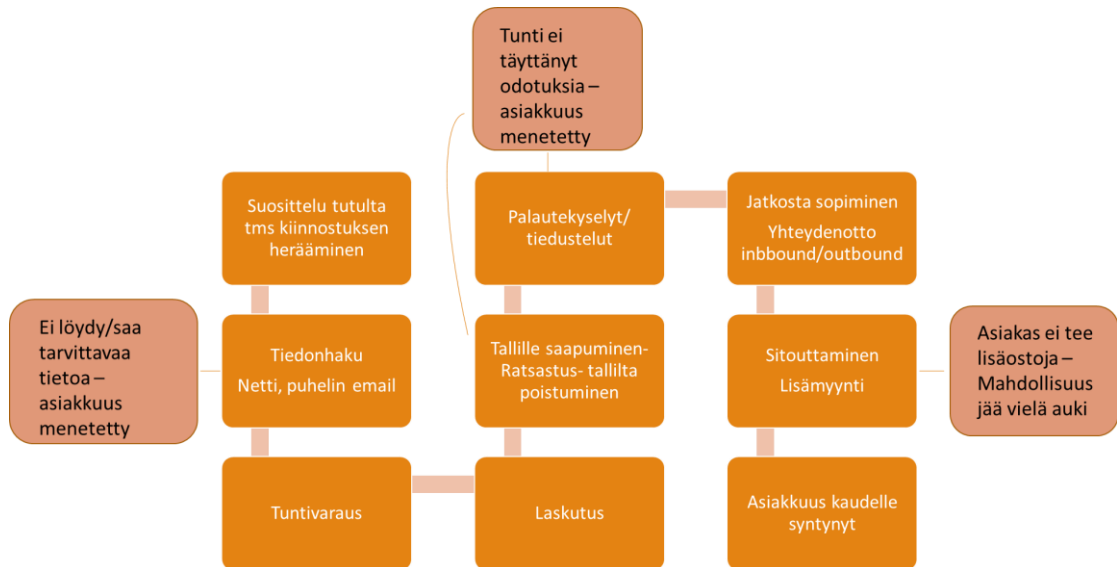 Tunti ei
täyttänyt
odotuksia –
asiakkuus
menetetty
Suosittelu tutulta
tms kiinnostuksen
herääminen
Palautekyselyt/
tiedustelut
Jatkosta sopiminen
Yhteydenotto
inbbound/outbound
Ei löydy/saa
tarvittavaa
tietoa –
asiakkuus
menetetty
Tiedonhaku
Netti, puhelin email
Tallille saapuminen-
Ratsastus- tallilta
poistuminen
Sitouttaminen
Lisämyynti
Asiakas ei tee
lisäostoja –
Mahdollisuus
jää vielä auki
Tuntivaraus
Laskutus
Asiakkuus kaudelle
syntynyt